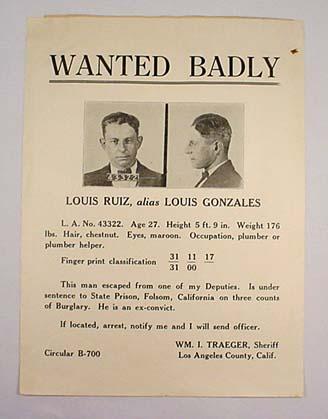 WANTED BADLY
LOUIS RUIZ, alias LOUIS GONZALES
L. A. No. 43322. Age 27. Height 5 ft. 9 in. Weight 176
lbs. Hair, chestnut. Eyes, maroon. Occupation, plumber or
plumber helper.
Finger print classification 31 11 17
31 00
This man escaped from one of my Deputies. Is under
sentence to State Prison, Folsom, California on three counts
of Burglary. He is an ex-convict.
If located, arrest, notify me and I will send officer.
WM. I. TRAEGER, Sheriff
Circular B-700 Los Angeles County, Calif.